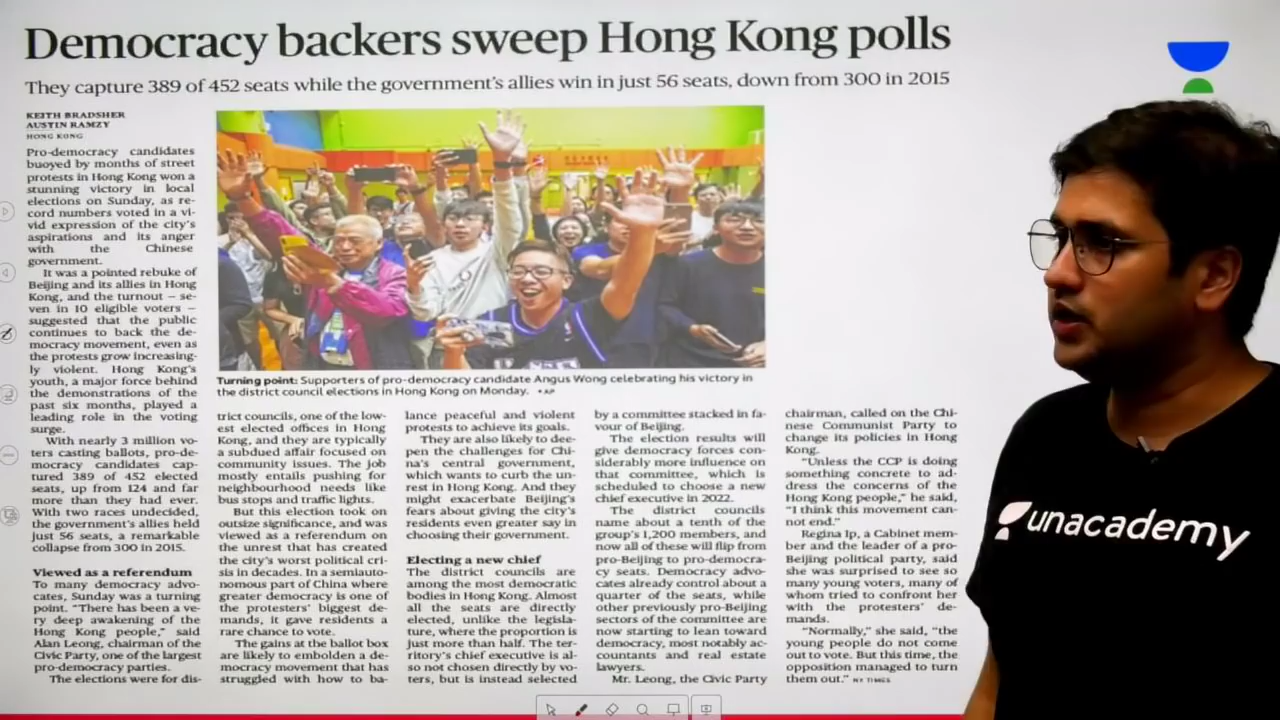 Democracy backers sweep Hong Kong polls
They capture 389 of 452 seats while the government's allies win in just 56 seats, down from 300 in 2015
KEITH BRADSHER
AUSTIN RAMZY
HONG KONG
Pro-democracy candidates
buoyed by months of street
protests in Hong Kong won a
stunning victory in local
elections on Sunday, as re-
cord numbers voted in a vi-
vid expression of the city's
aspirations and its anger
with the Chinese
government.
It was a pointed rebuke of
Beijing and its allies in Hong
Kong, and the turnout – se-
ven in 10 eligible voters –
suggested that the public
continues to back the de-
mocracy movement, even as
the protests grow increasing-
ly violent. Hong Kong's
youth, a major force behind
the demonstrations of the
past six months, played a
leading role in the voting
surge.
With nearly 3 million vo-
ters casting ballots, pro-de-
mocracy candidates cap-
tured 389 of 452 elected
seats, up from 124 and far
more than they had ever.
With two races undecided,
the government's allies held
just 56 seats, a remarkable
collapse from 300 in 2015.
Viewed as a referendum
To many democracy advo-
cates, Sunday was a turning
point. "There has been a ve-
ry deep awakening of the
Hong Kong people," said
Alan Leong, chairman of the
Civic Party, one of the largest
pro-democracy parties.
The elections were for dis-
Turning point: Supporters of pro-democracy candidate Angus Wong celebrating his victory in
the district council elections in Hong Kong on Monday. •AP
trict councils, one of the low-
est elected offices in Hong
Kong, and they are typically
a subdued affair focused on
community issues. The job
mostly entails pushing for
neighbourhood needs like
bus stops and traffic lights.
But this election took on
outsize significance, and was
viewed as a referendum on
the unrest that has created
the city's worst political cri-
sis in decades. In a semiauto-
nomous part of China where
greater democracy is one of
the protesters' biggest de-
mands, it gave residents a
rare chance to vote.
The gains at the ballot box
are likely to embolden a de-
mocracy movement that has
struggled with how to ba-
lance peaceful and violent
protests to achieve its goals.
They are also likely to dee-
pen the challenges for Chi-
na's central government,
which wants to curb the un-
rest in Hong Kong. And they
might exacerbate Beijing's
fears about giving the city's
residents even greater say in
choosing their government.
Electing a new chief
The district councils are
among the most democratic
bodies in Hong Kong. Almost
all the seats are directly
elected, unlike the legisla-
ture, where the proportion is
just more than half. The ter-
ritory's chief executive is al-
so not chosen directly by vo-
ters, but is instead selected
by a committee stacked in fa-
vour of Beijing.
The election results will
give democracy forces con-
siderably more influence on
that committee, which is
scheduled to choose a new
chief executive in 2022.
The district councils
name about a tenth of the
group's 1,200 members, and
now all of these will flip from
pro-Beijing to pro-democra-
cy seats. Democracy advo-
cates already control about a
quarter of the seats, while
other previously pro-Beijing
sectors of the committee are
now starting to lean toward
democracy, most notably ac-
countants and real estate
lawyers.
Mr. Leong, the Civic Party
chairman, called on the Chi-
nese Communist Party to
change its policies in Hong
Kong.
"Unless the CCP is doing
something concrete to ad-
dress the concerns of the
Hong Kong people," he said,
"I think this movement can-
not end."
Regina Ip, a Cabinet mem-
ber and the leader of a pro-
Beijing political party, said
she was surprised to see so
many young voters, many of
whom tried to confront her
with the protesters' de-
mands.
"Normally," she said, "the
young people do not come
out to vote. But this time, the
opposition managed to turn
them out." NY TIMES
unacademy